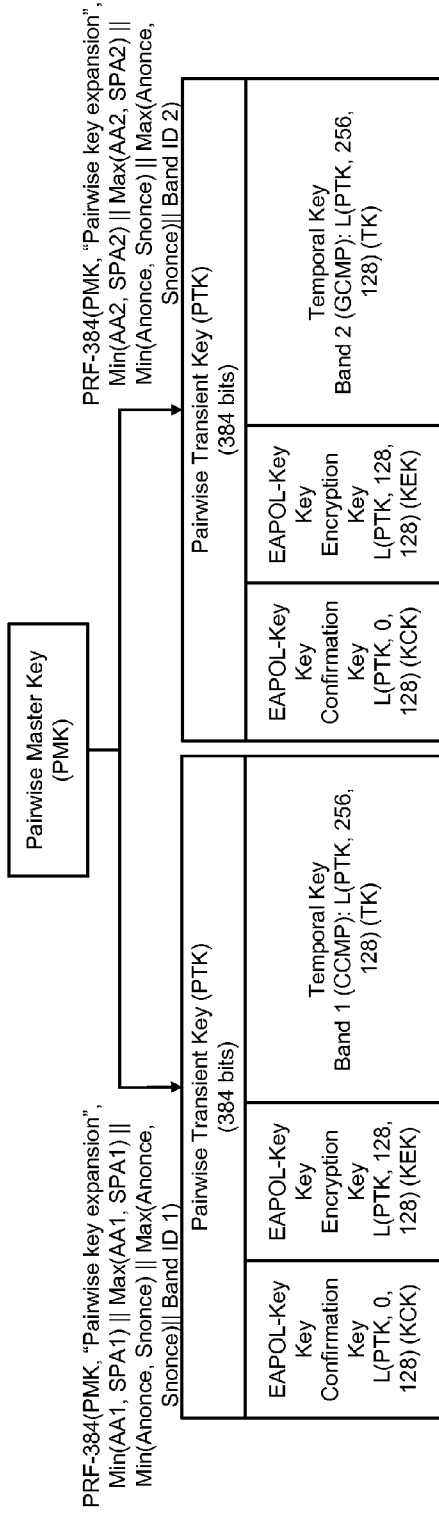 Pairwise Master Key
(PMK)
PRF-384(PMK, “Pairwise key expansion”,
Min(AA1, SPA1) || Max(AA1, SPA1) ||
Min(Anonce, Snonce) || Max(Anonce,
Snonce)|| Band ID 1)
PRF-384(PMK, “Pairwise key expansion”,
Min(AA2, SPA2) || Max(AA2, SPA2) ||
Min(Anonce, Snonce) || Max(Anonce,
Snonce)|| Band ID 2)
Pairwise Transient Key (PTK)
(384 bits)
EAPOL-Key
Key
Confirmation
Key
L(PTK, 0,
128) (KCK)
EAPOL-Key
Key
Encryption
Key
L(PTK, 128,
128) (KEK)
Temporal Key
Band 1 (CCMP): L(PTK, 256,
128) (TK)
Pairwise Transient Key (PTK)
(384 bits)
EAPOL-Key
Key
Confirmation
Key
L(PTK, 0,
128) (KCK)
EAPOL-Key
Key
Encryption
Key
L(PTK, 128,
128) (KEK)
Temporal Key
Band 2 (GCMP): L(PTK, 256,
128) (TK)